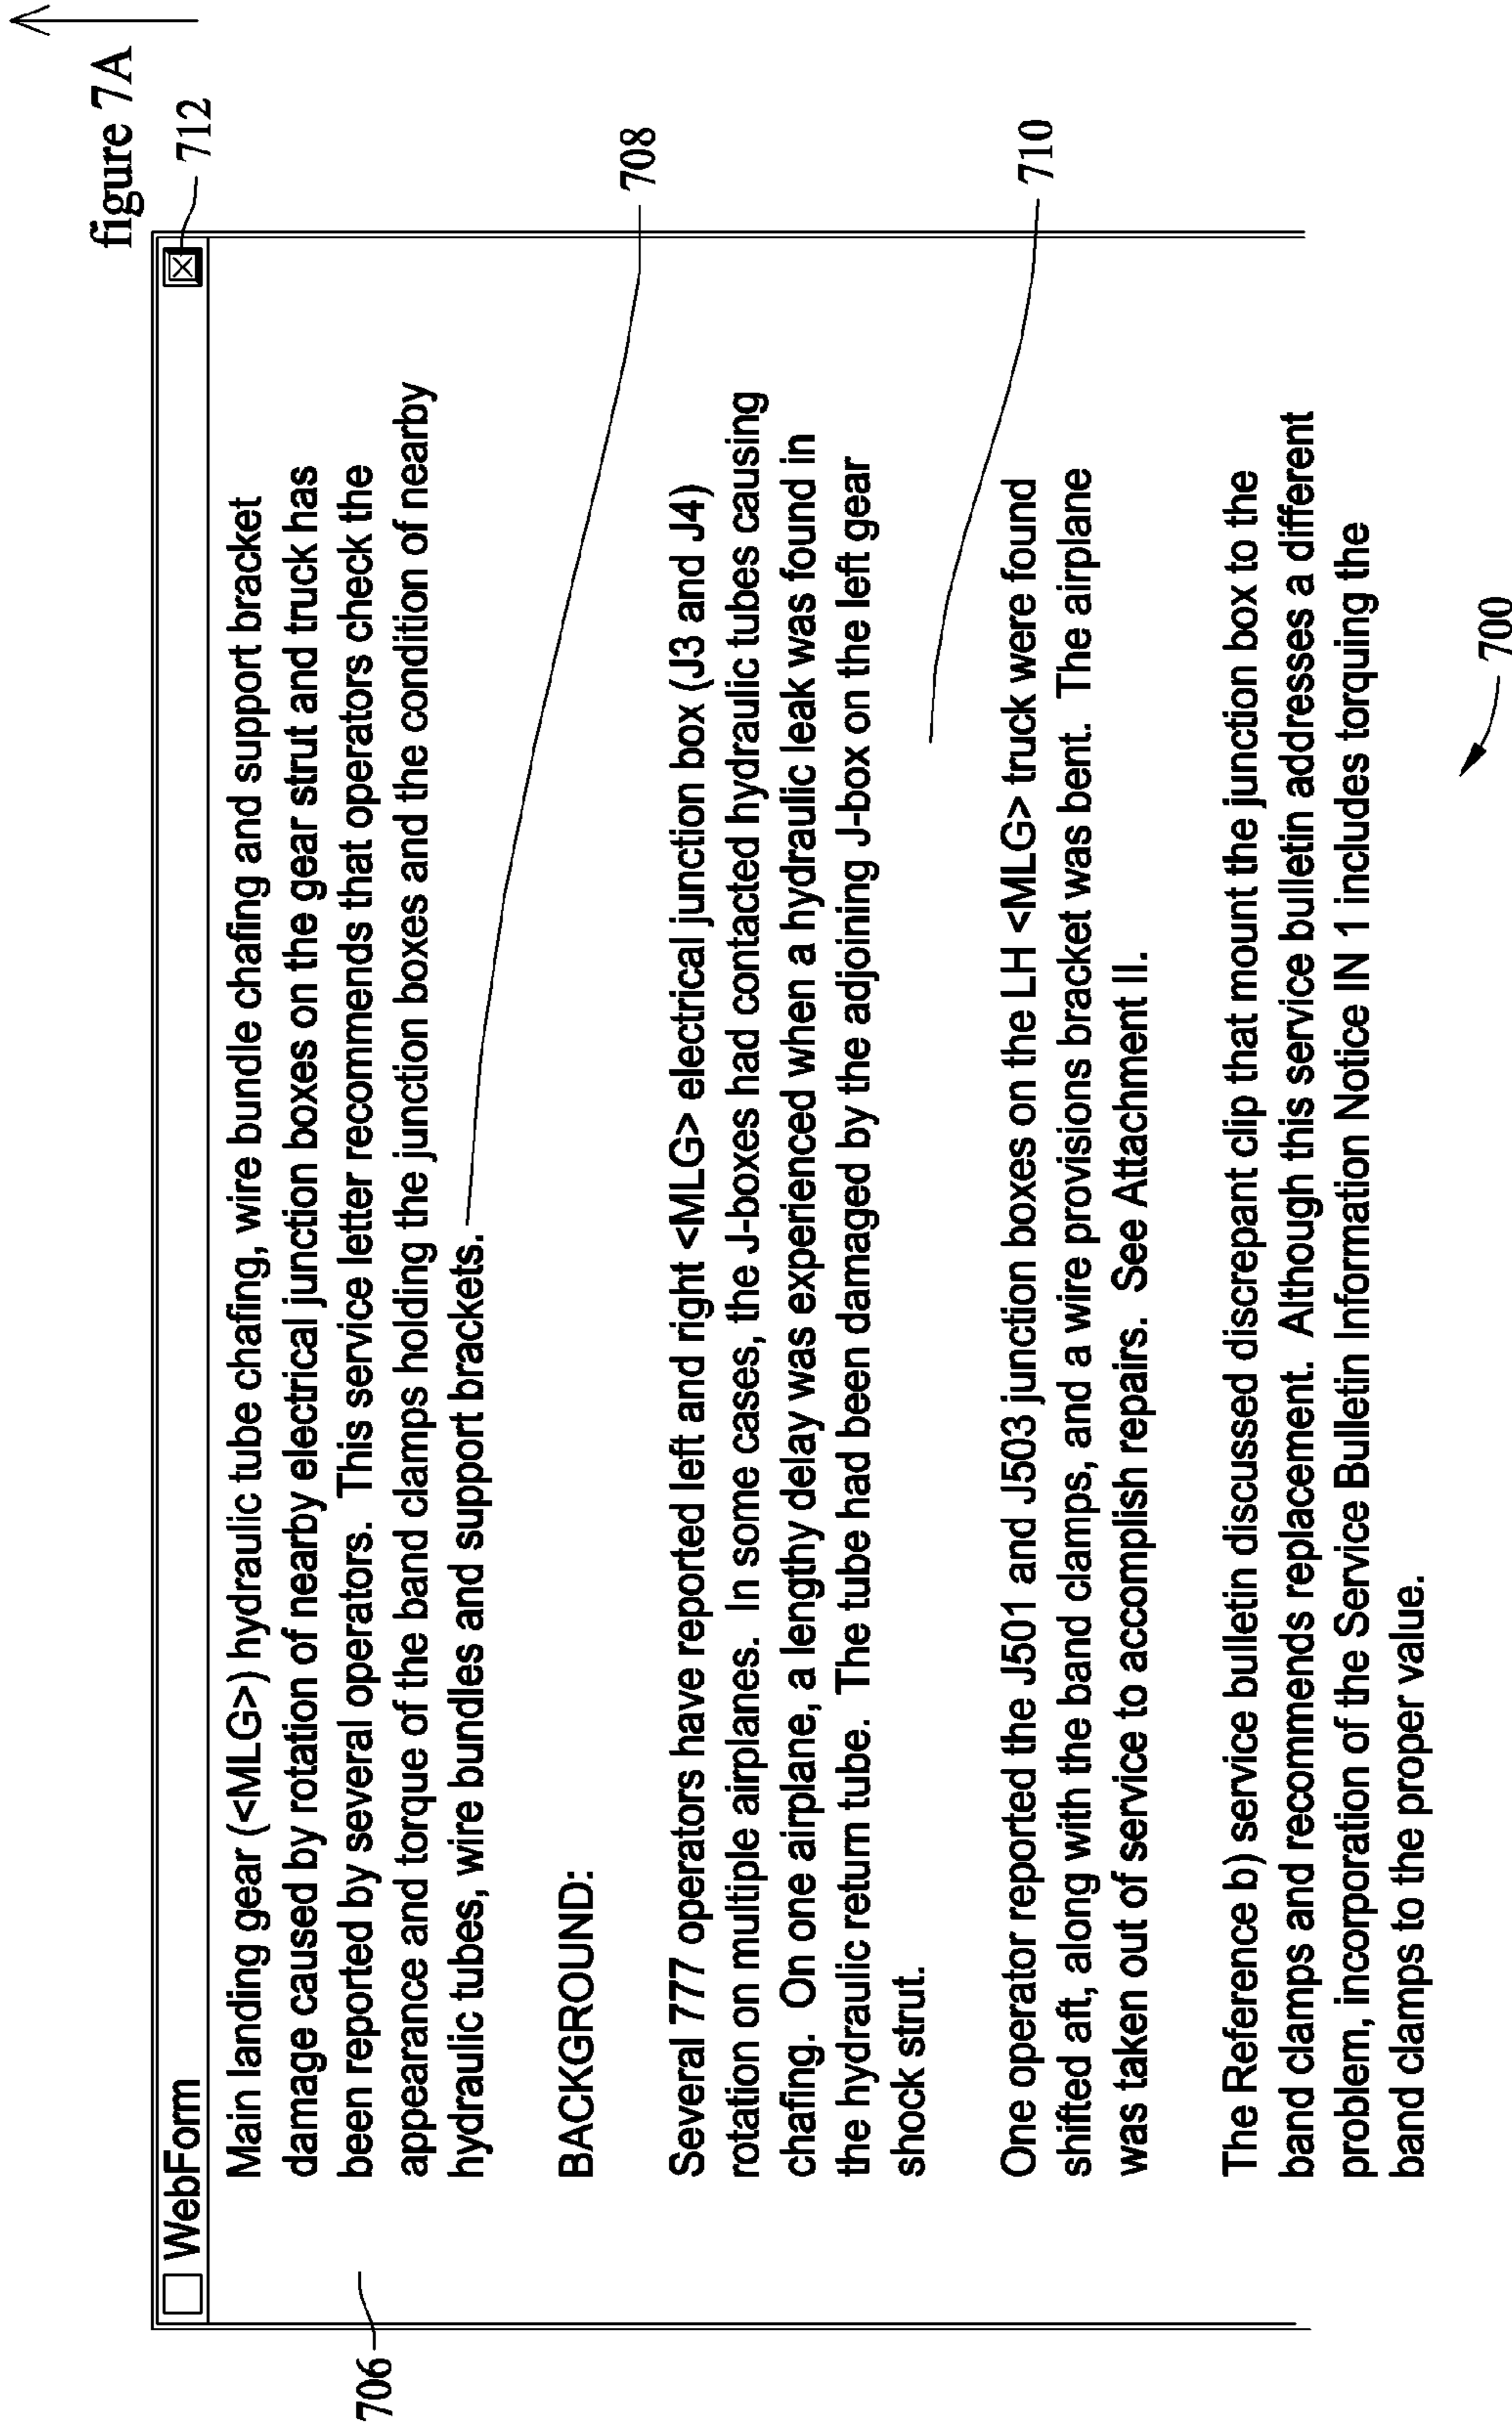 figure 7A
712
WebForm
706
Main landing gear (<MLG>) hydraulic tube chafing, wire bundle chafing and support bracket
damage caused by rotation of nearby electrical junction boxes on the gear strut and truck has
been reported by several operators.  This service letter recommends that operators check the
appearance and torque of the band clamps holding the junction boxes and the condition of nearby
hydraulic tubes, wire bundles and support brackets.
708
BACKGROUND:
Several 777 operators have reported left and right <MLG> electrical junction box (J3 and J4)
rotation on multiple airplanes.  In some cases, the J-boxes had contacted hydraulic tubes causing
chafing.  On one airplane, a lengthy delay was experienced when a hydraulic leak was found in
the hydraulic return tube.  The tube had been damaged by the adjoining J-box on the left gear
shock strut.
710
One operator reported the J501 and J503 junction boxes on the LH <MLG> truck were found
shifted aft, along with the band clamps, and a wire provisions bracket was bent.  The airplane
was taken out of service to accomplish repairs.  See Attachment II.
The Reference b) service bulletin discussed discrepant clip that mount the junction box to the
band clamps and recommends replacement.  Although this service bulletin addresses a different
problem, incorporation of the Service Bulletin Information Notice IN 1 includes torquing the
band clamps to the proper value.
700